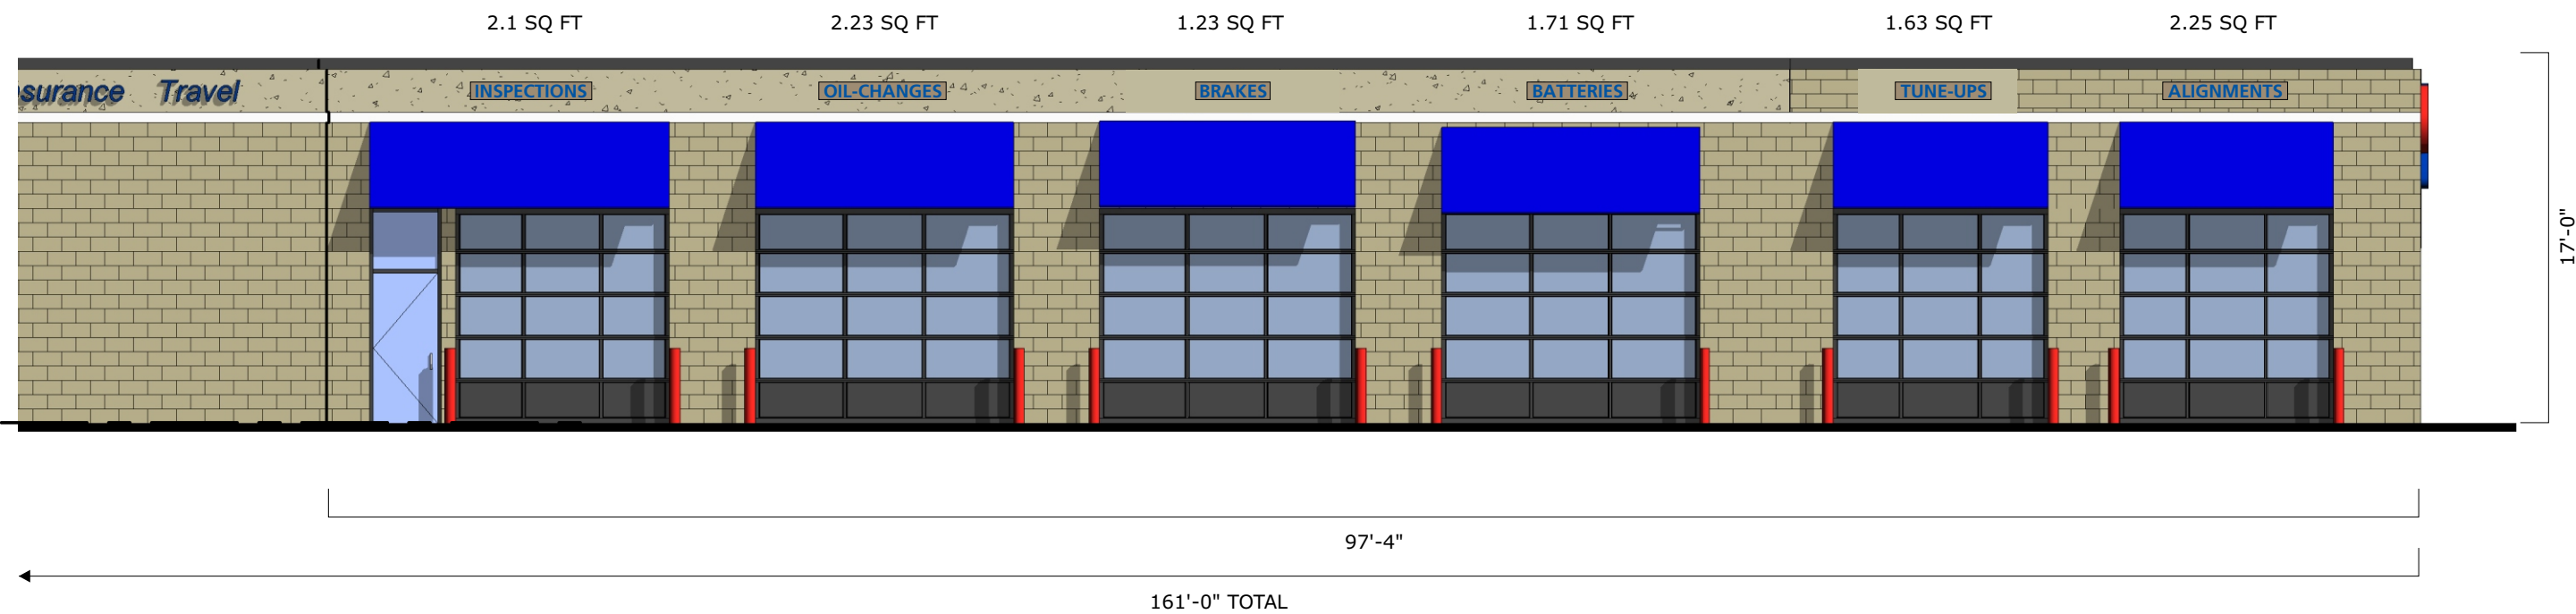 2.1 SQ FT 2.23 SQ FT 1.23 SQ FT 1.71 SQ FT 1.63 SQ FT 2.25 SQ FT
surance Travel INSPECTIONS OIL-CHANGES BRAKES BATTERIES TUNE-UPS ALIGNMENTS
17'-0"
97'-4"
161'-0" TOTAL